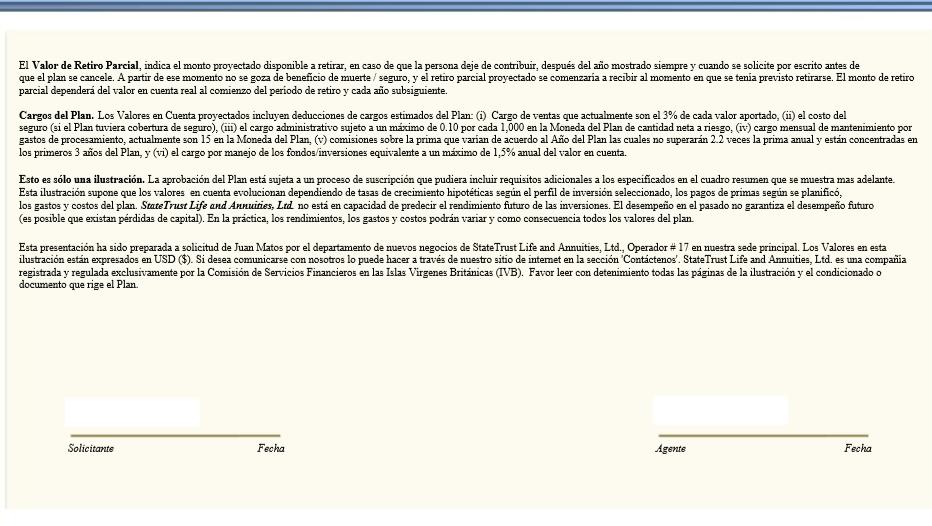 El Valor de Retiro Parcial, indica el monto proyectado disponible a retirar, en caso de que la persona deje de contribuir, después del año mostrado siempre y cuando se solicite por escrito antes de
que el plan se cancele. A partir de ese momento no se goza de beneficio de muerte / seguro, y el retiro parcial proyectado se comenzaría a recibir al momento en que se tenía previsto retirarse. El monto de retiro
parcial dependerá del valor en cuenta real al comienzo del período de retiro y cada año subsiguiente.
Cargos del Plan. Los Valores en Cuenta proyectados incluyen deducciones de cargos estimados del Plan: (i) Cargo de ventas que actualmente son el 3% de cada valor aportado, (ii) el costo del
seguro (si el Plan tuviera cobertura de seguro), (iii) el cargo administrativo sujeto a un máximo de 0.10 por cada 1,000 en la Moneda del Plan de cantidad neta a riesgo, (iv) cargo mensual de mantenimiento por
gastos de procesamiento, actualmente son 15 en la Moneda del Plan, (v) comisiones sobre la prima que varían de acuerdo al Año del Plan las cuales no superarán 2.2 veces la prima anual y están concentradas en
los primeros 3 años del Plan, y (vi) el cargo por manejo de los fondos/inversiones equivalente a un máximo de 1,5% anual del valor en cuenta.
Esto es sólo una ilustración. La aprobación del Plan está sujeta a un proceso de suscripción que pudiera incluir requisitos adicionales a los especificados en el cuadro resumen que se muestra mas adelante.
Esta ilustración supone que los valores en cuenta evolucionan dependiendo de tasas de crecimiento hipotéticas según el perfil de inversión seleccionado, los pagos de primas según se planificó,
los gastos y costos del plan. StateTrust Life and Annuities, Ltd. no está en capacidad de predecir el rendimiento futuro de las inversiones. El desempeño en el pasado no garantiza el desempeño futuro
(es posible que existan pérdidas de capital). En la práctica, los rendimientos, los gastos y costos podrán variar y como consecuencia todos los valores del plan.
Esta presentación ha sido preparada a solicitud de Juan Matos por el departamento de nuevos negocios de StateTrust Life and Annuities, Ltd., Operador # 17 en nuestra sede principal. Los Valores en esta
ilustración están expresados en USD ($). Si desea comunicarse con nosotros lo puede hacer a través de nuestro sitio de internet en la sección 'Contáctenos'. StateTrust Life and Annuities, Ltd. es una compañía
registrada y regulada exclusivamente por la Comisión de Servicios Financieros en las Islas Vírgenes Británicas (IVB). Favor leer con detenimiento todas las páginas de la ilustración y el condicionado o
documento que rige el Plan.
Solicitante Fecha Agente Fecha